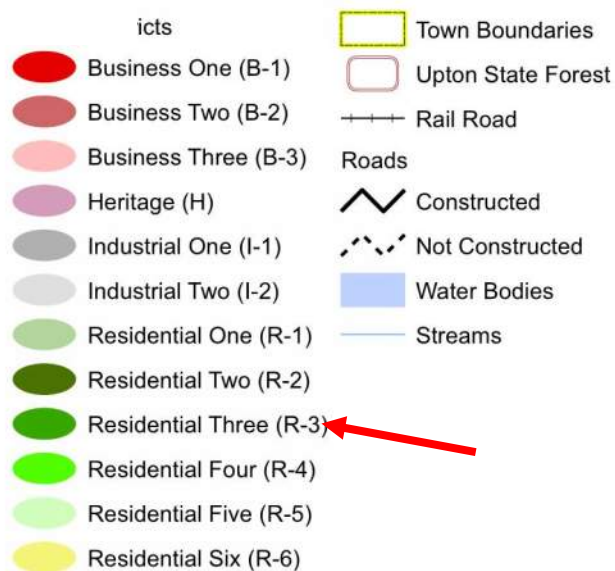 icts
Business One (B-1)
Business Two (B-2)
Business Three (B-3)
Heritage (H)
Industrial One (I-1)
Industrial Two (I-2)
Residential One (R-1)
Residential Two (R-2)
Residential Three (R-3)
Residential Four (R-4)
Residential Five (R-5)
Residential Six (R-6)
Town Boundaries
Upton State Forest
Rail Road
Roads
Constructed
Not Constructed
Water Bodies
Streams